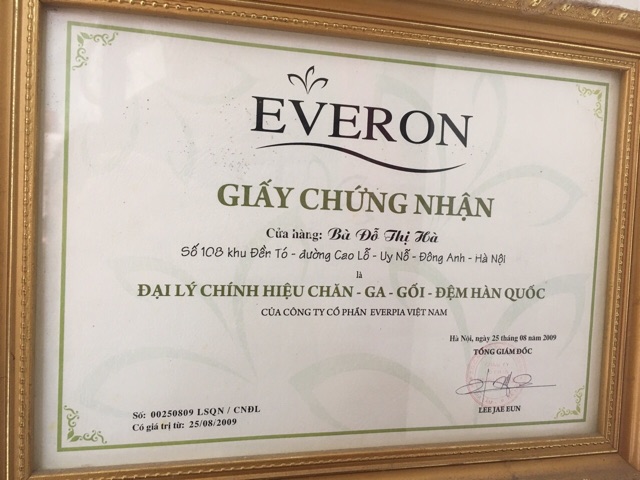 EVERON
GIẤY CHỨNG NHẬN
Cửa hàng: Bà Đỗ Thị Hà
Số 108 khu Đền Tó - đường Cao Lỗ - Uy Nỗ - Đông Anh - Hà Nội
là
ĐẠI LÝ CHÍNH HIỆU CHĂN - GA - GỐI - ĐỆM HÀN QUỐC
CỦA CÔNG TY CỔ PHẦN EVERPIA VIỆT NAM
Hà Nội, ngày 25 tháng 08 năm 2009
TỔNG GIÁM ĐỐC
LEE JAE EUN
Số: 00250809 LSQN / CNĐL
Có giá trị từ: 25/08/2009